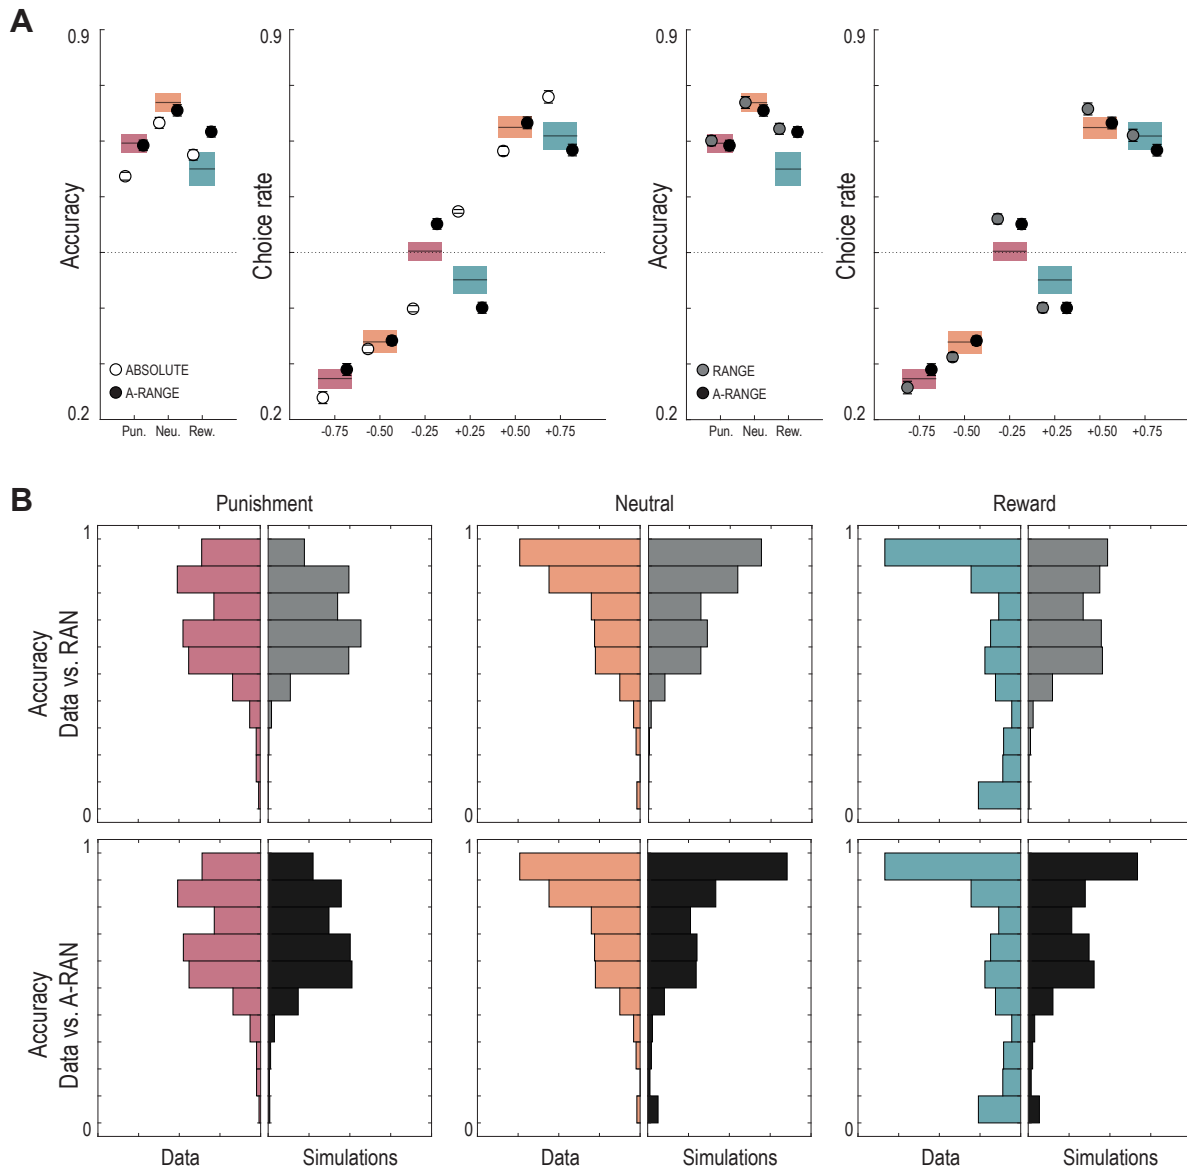 A
0.9
0.9
Accuracy
Choice rate
Accuracy
Choice rate
ABSOLUTE
A-RANGE
RANGE
A-RANGE
0.2
0.2
0.2
0.2
Pun. Neu. Rew.
-0.75 -0.50 -0.25 +0.25 +0.50 +0.75
Pun. Neu. Rew.
-0.75 -0.50 -0.25 +0.25 +0.50 +0.75
B
Punishment Neutral Reward
1 1 1
Accuracy
Data vs. RAN
0 0 0
1 1 1
Accuracy
Data vs. A-RAN
0 0 0
Data Simulations Data Simulations Data Simulations